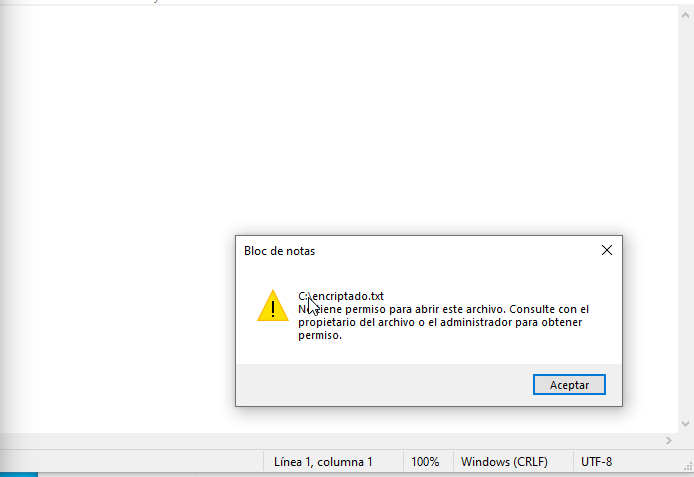 Bloc de notas
C:\encriptado.txt
No tiene permiso para abrir este archivo. Consulte con el
propietario del archivo o el administrador para obtener
permiso.
Aceptar
Línea 1, columna 1
100%
Windows (CRLF)
UTF-8